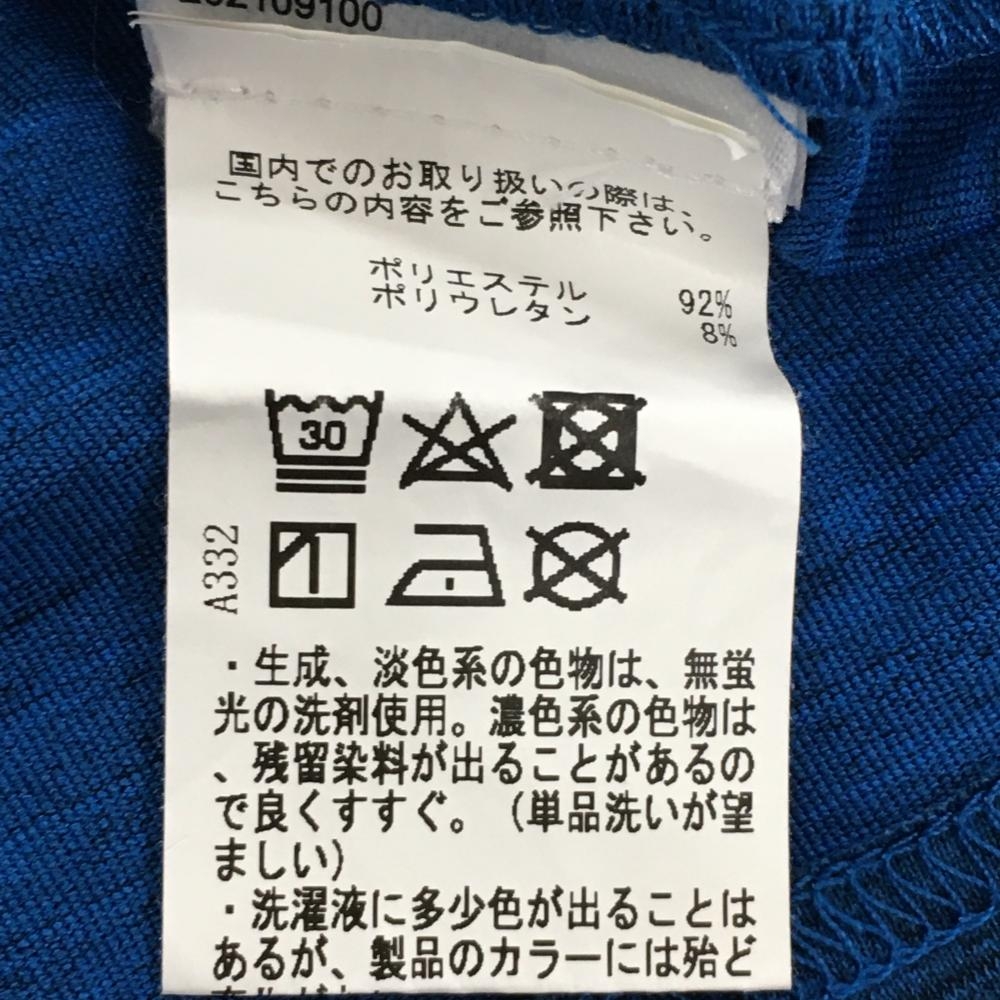 202109100
国内でのお取り扱いの際は、
こちらの内容をご参照下さい。
ポリエステル 92%
ポリウレタン 8%
30
A332
・生成、淡色系の色物は、無蛍
光の洗剤使用。濃色系の色物は
、残留染料が出ることがあるの
で良くすすぐ。（単品洗いが望
ましい）
・洗濯液に多少色が出ることは
あるが、製品のカラーには殆ど